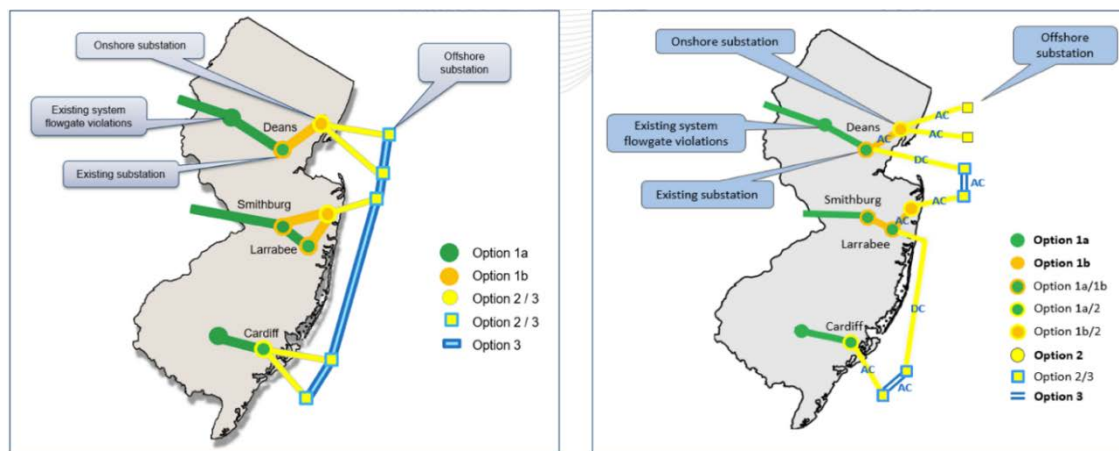 Onshore substation
Offshore
substation
Existing system
flowgate violations
Deans
Existing substation
Smithburg
Larrabee
Cardiff
Option 1a
Option 1b
Option 2 / 3
Option 2 / 3
Option 3
Onshore substation
Offshore
substation
Existing system
flowgate violations
Deans
Existing substation
AC
AC
AC
DC
AC
Smithburg
AC
AC
Larrabee
DC
Cardiff
AC
AC
Option 1a
Option 1b
Option 1a/1b
Option 1a/2
Option 1b/2
Option 2
Option 2/3
Option 3